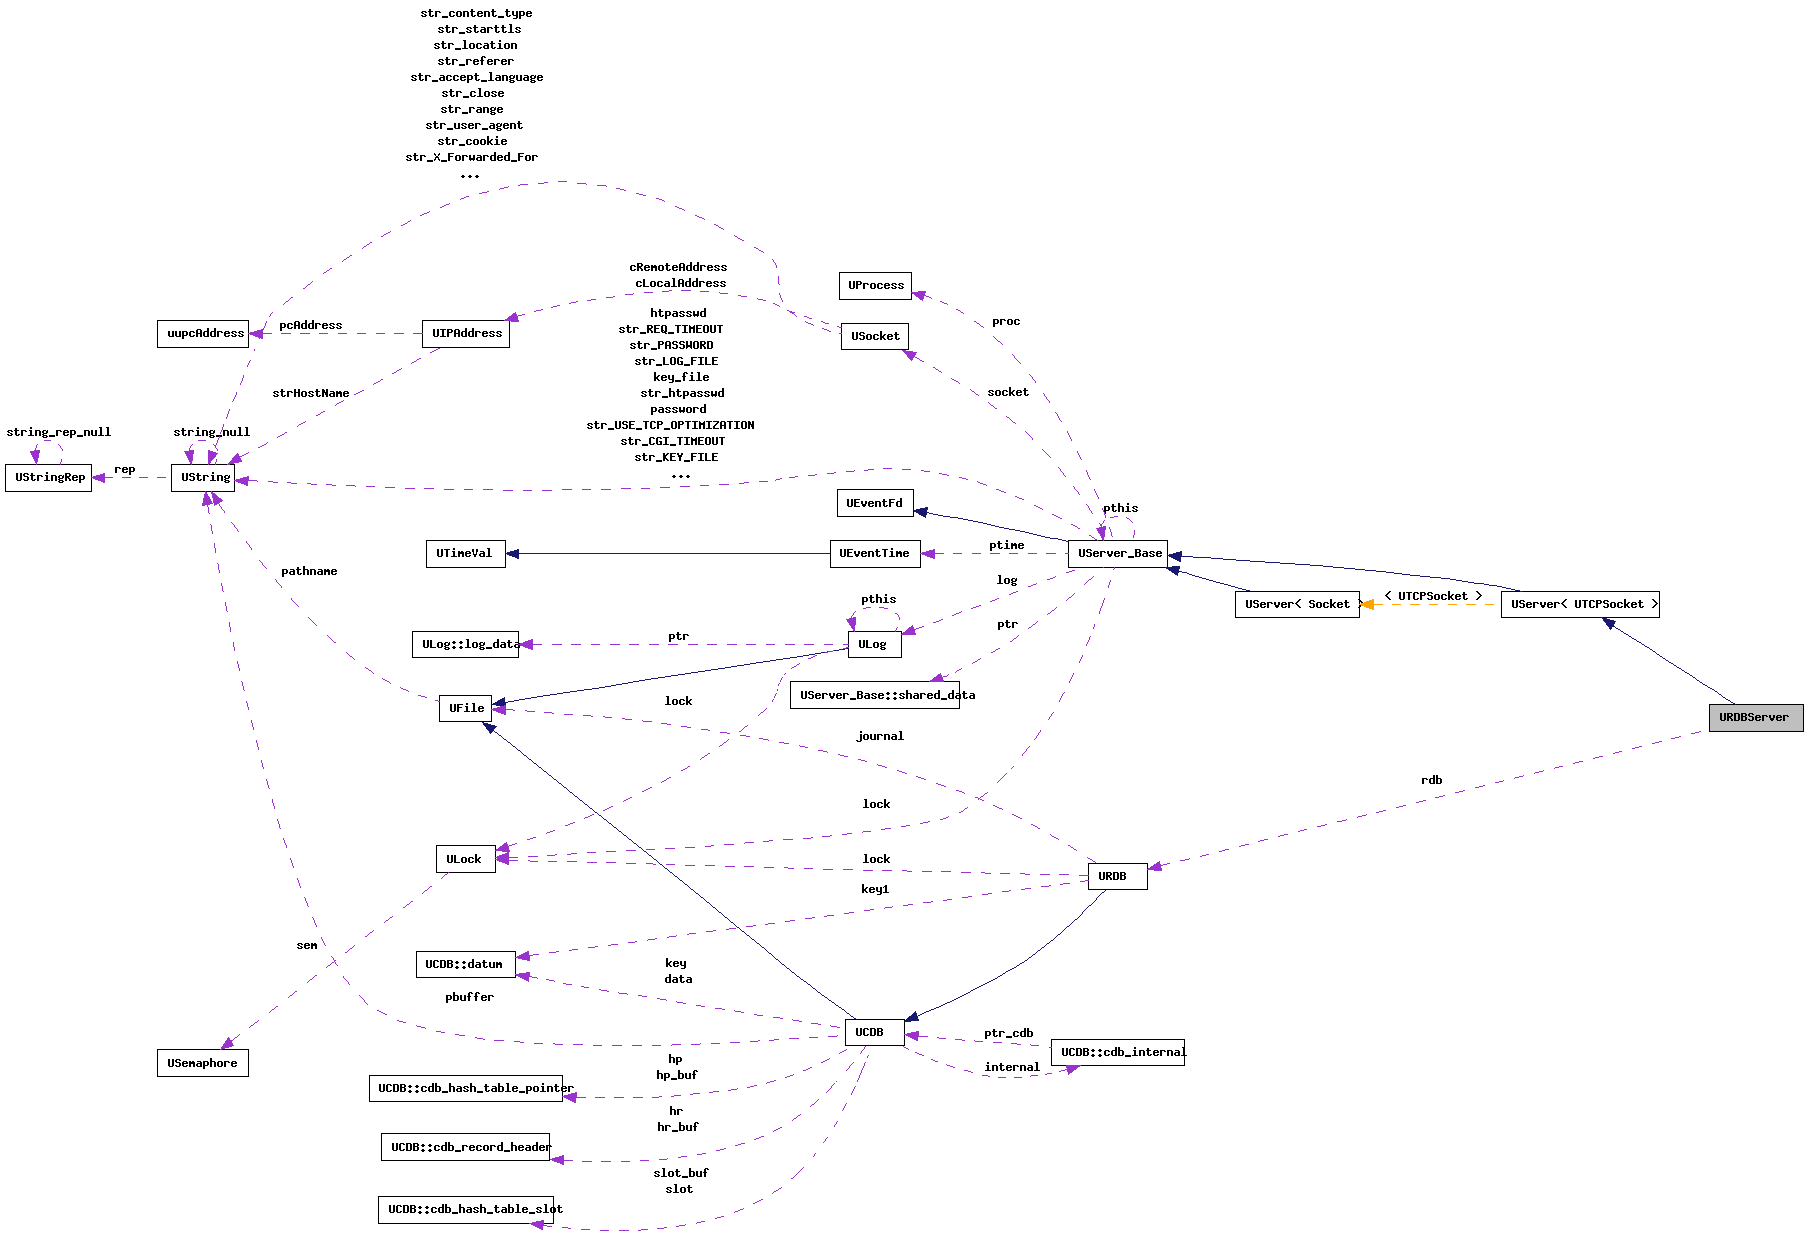 str_content_type
str_starttls
str_location
str_referer
str_accept_language
str_close
str_range
str_user_agent
str_cookie
str_X_Forwarded_For
...
cRemoteAddress
cLocalAddress
UProcess
uupcAddress
pcAddress
UIPAddress
USocket
proc
htpasswd
str_REQ_TIMEOUT
str_PASSWORD
str_LOG_FILE
key_file
str_htpasswd
password
str_USE_TCP_OPTIMIZATION
str_CGI_TIMEOUT
str_KEY_FILE
...
strHostName
socket
string_rep_null
string_null
UStringRep
rep
UString
UEventFd
pthis
UTimeVal
UEventTime
ptime
UServer_Base
pathname
log
pthis
UServer< Socket >
< UTCPSocket >
UServer< UTCPSocket >
ULog::log_data
ptr
ULog
ptr
UServer_Base::shared_data
UFile
lock
URDBServer
journal
rdb
lock
ULock
lock
URDB
key1
sem
UCDB::datum
key
data
pbuffer
UCDB
ptr_cdb
UCDB::cdb_internal
internal
USemaphore
hp
hp_buf
UCDB::cdb_hash_table_pointer
hr
hr_buf
UCDB::cdb_record_header
slot_buf
slot
UCDB::cdb_hash_table_slot